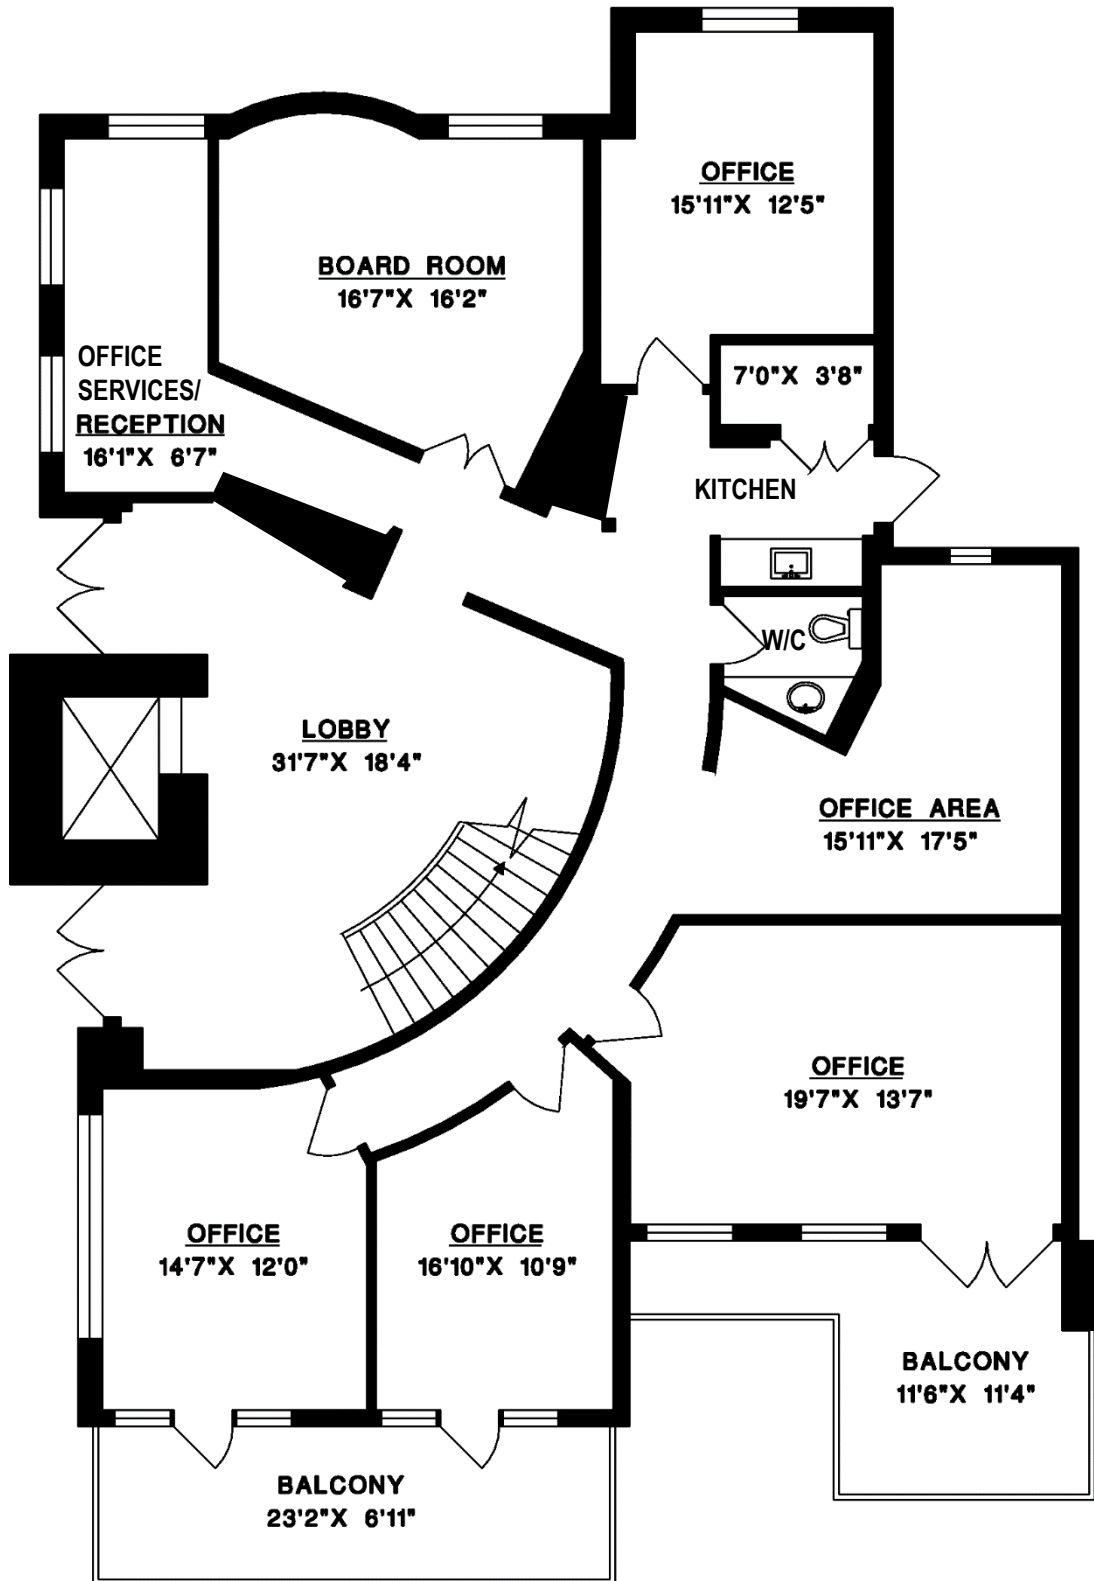 OFFICE
15'11"X 12'5"
BOARD ROOM
16'7"X 16'2"
OFFICE
SERVICES/
RECEPTION
16'1"X 6'7"
7'0"X 3'8"
KITCHEN
W/C
LOBBY
31'7"X 18'4"
OFFICE AREA
15'11"X 17'5"
OFFICE
19'7"X 13'7"
OFFICE
14'7"X 12'0"
OFFICE
16'10"X 10'9"
BALCONY
11'6"X 11'4"
BALCONY
23'2"X 6'11"